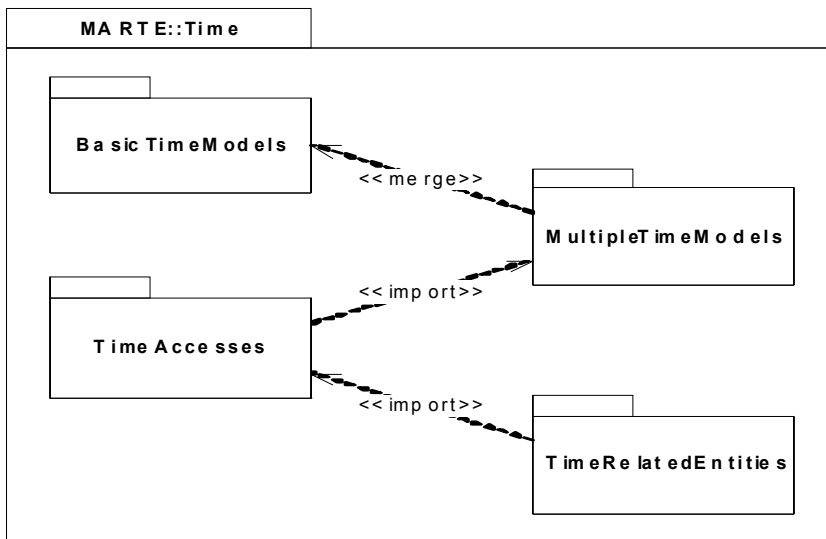 MARTE::Time
BasicTimeModels
<<merge>>
MultipleTimeModels
<<import>>
TimeAccesses
<<import>>
TimeRelatedEntities